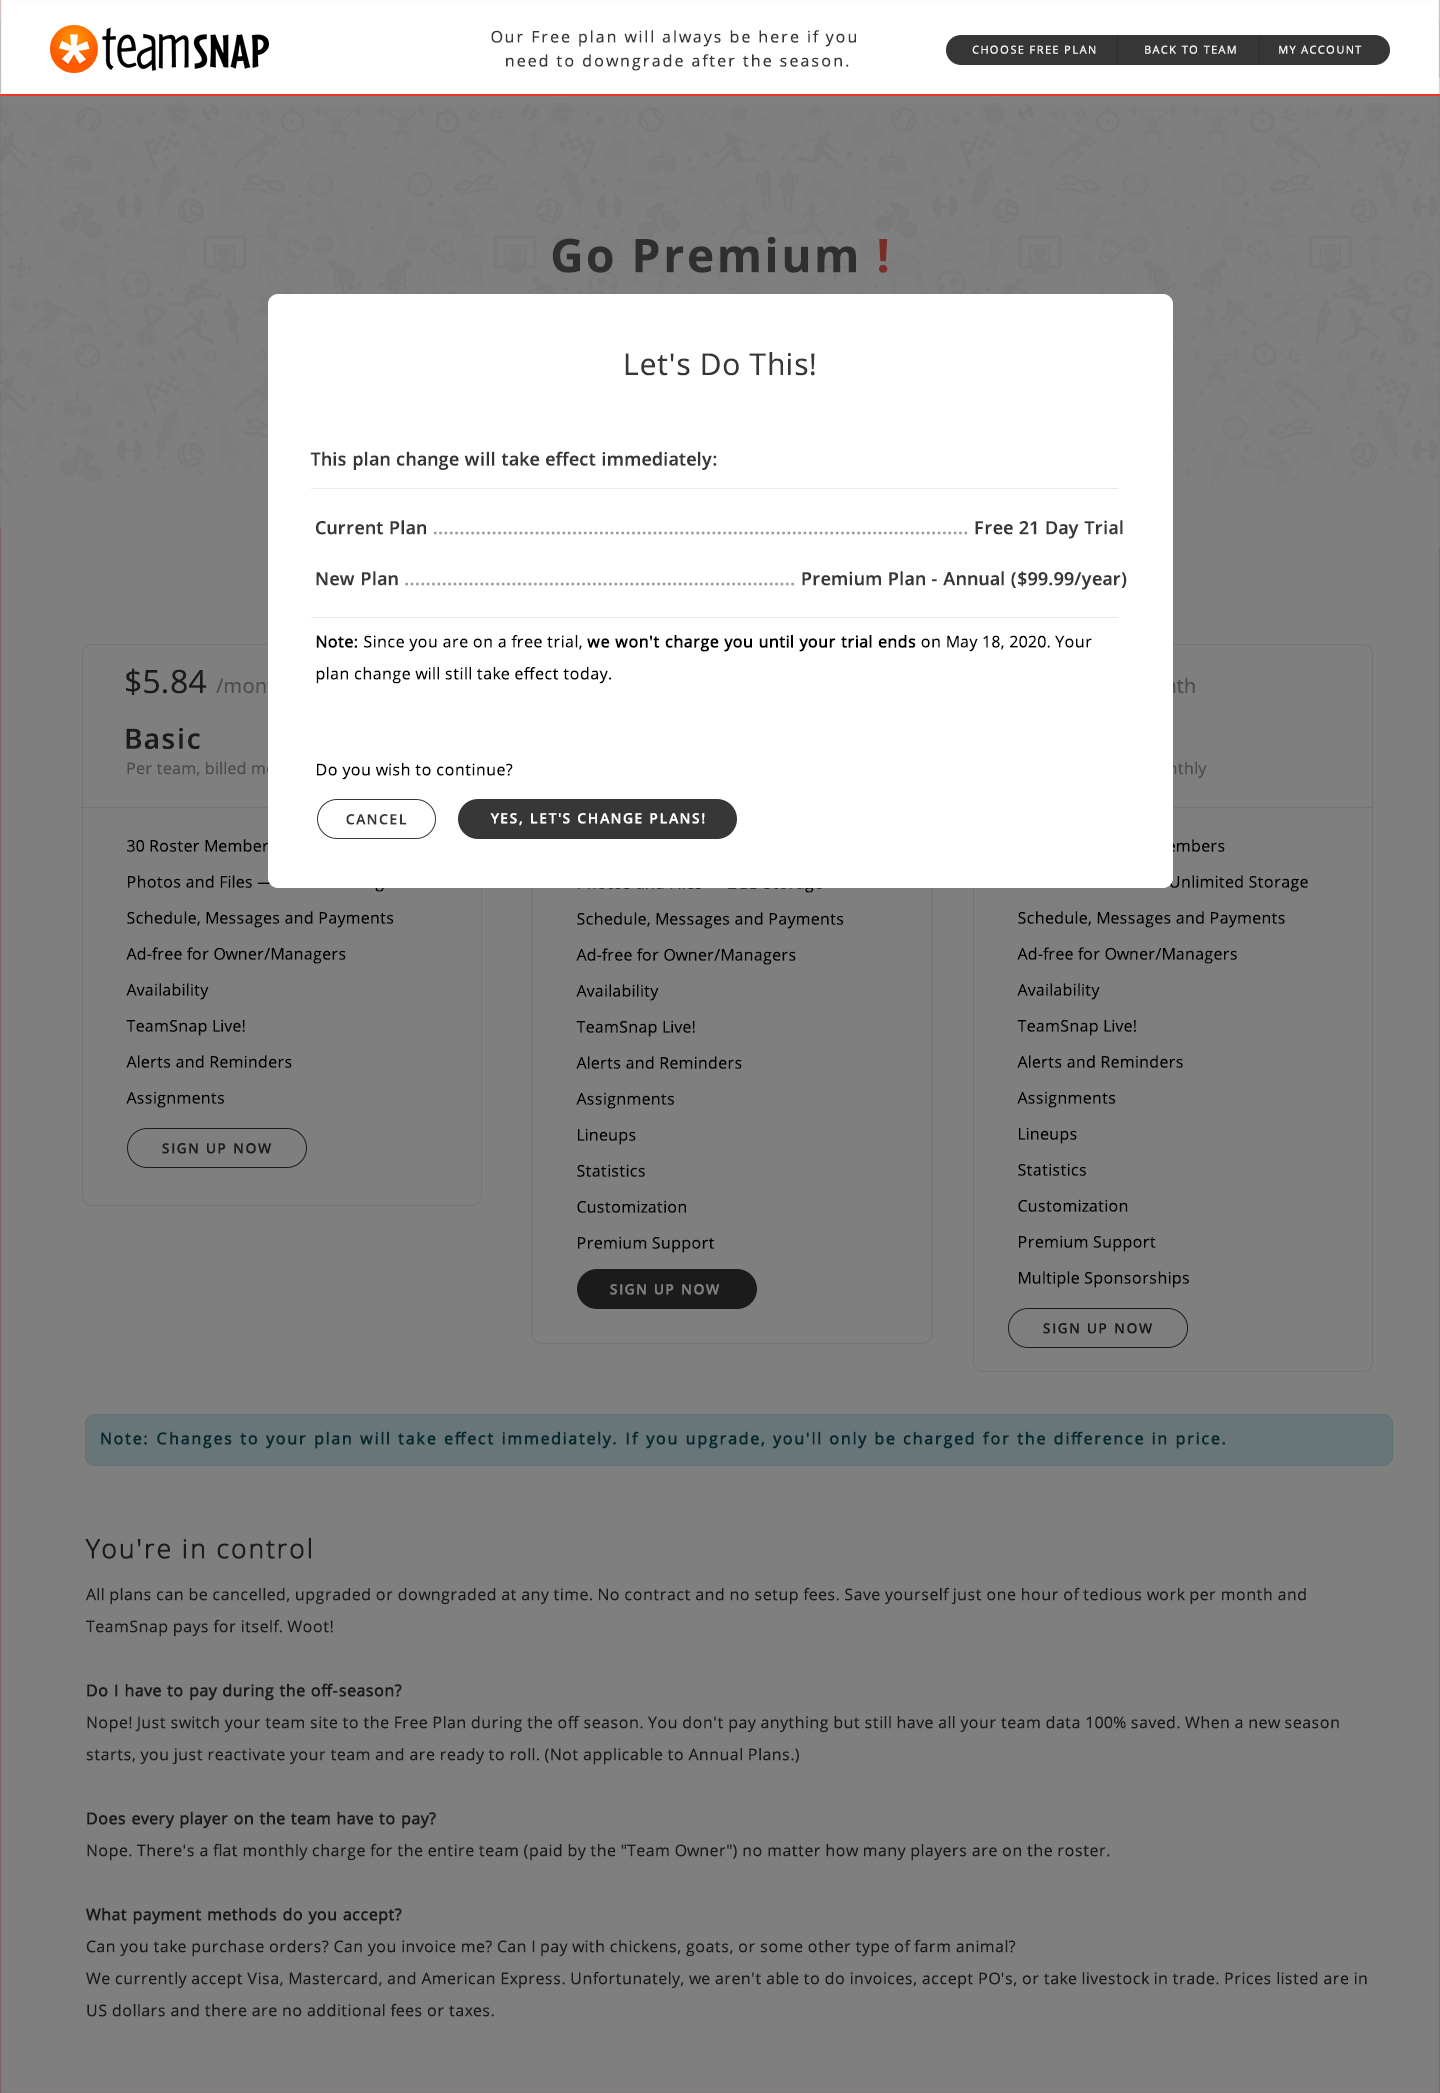 teamSNAP
Our Free plan will always be here if you
need to downgrade after the season.
CHOOSE FREE PLAN
BACK TO TEAM
MY ACCOUNT
Go Premium !
Let's Do This!
This plan change will take effect immediately:
Current Plan ........ Free 21 Day Trial
New Plan ........ Premium Plan - Annual ($99.99/year)
Note: Since you are on a free trial, we won't charge you until your trial ends on May 18, 2020. Your
plan change will still take effect today.
Do you wish to continue?
CANCEL
YES, LET'S CHANGE PLANS!
$5.84
Basic
Per team, billed
30 Roster
Photos and Files —
Schedule, Messages and Payments
Ad-free for Owner/Managers
Availability
TeamSnap Live!
Alerts and Reminders
Assignments
SIGN UP NOW
Schedule, Messages and Payments
Ad-free for Owner/Managers
Availability
TeamSnap Live!
Alerts and Reminders
Assignments
Lineups
Statistics
Customization
Premium Support
SIGN UP NOW
Unlimited Storage
Schedule, Messages and Payments
Ad-free for Owner/Managers
Availability
TeamSnap Live!
Alerts and Reminders
Assignments
Lineups
Statistics
Customization
Premium Support
Multiple Sponsorships
SIGN UP NOW
Note: Changes to your plan will take effect immediately. If you upgrade, you'll only be charged for the difference in price.
You're in control
All plans can be cancelled, upgraded or downgraded at any time. No contract and no setup fees. Save yourself just one hour of tedious work per month and
TeamSnap pays for itself. Woot!
Do I have to pay during the off-season?
Nope! Just switch your team site to the Free Plan during the off season. You don't pay anything but still have all your team data 100% saved. When a new season
starts, you just reactivate your team and are ready to roll. (Not applicable to Annual Plans.)
Does every player on the team have to pay?
Nope. There's a flat monthly charge for the entire team (paid by the "Team Owner") no matter how many players are on the roster.
What payment methods do you accept?
Can you take purchase orders? Can you invoice me? Can I pay with chickens, goats, or some other type of farm animal?
We currently accept Visa, Mastercard, and American Express. Unfortunately, we aren't able to do invoices, accept PO's, or take livestock in trade. Prices listed are in
US dollars and there are no additional fees or taxes.